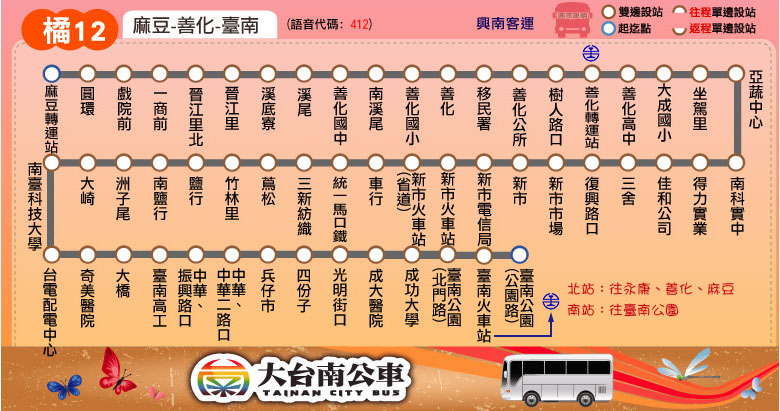 橘12
麻豆-善化-臺南
(語音代碼: 412)
興南客運
雙邊設站
往程單邊設站
起迄點
返程單邊設站
麻豆轉運站
圓環
戲院前
一商前
晉江里北
晉江里
溪底寮
溪尾
善化國中
南溪尾
善化國小
善化
移民署
善化公所
樹人路口
善化轉運站
善化高中
大成國小
坐駕里
亞蔬中心
南臺科技大學
大崎
洲子尾
南鹽行
鹽行
竹林里
蔦松
三新紡織
統一馬口鐵
車行
新市火車站
(省道)
新市火車站
新市電信局
新市
新市市場
復興路口
三舍
佳和公司
得力實業
南科實中
台電配電中心
奇美醫院
大橋
臺南高工
中華、
振興路口
中華、
中華二路口
兵仔市
四份子
光明街口
成大醫院
成功大學
臺南公園
(北門路)
臺南火車站
臺南公園
(公園路)
北站：往永康、善化、麻豆
南站：往臺南公園
大台南公車
TAINAN CITY BUS